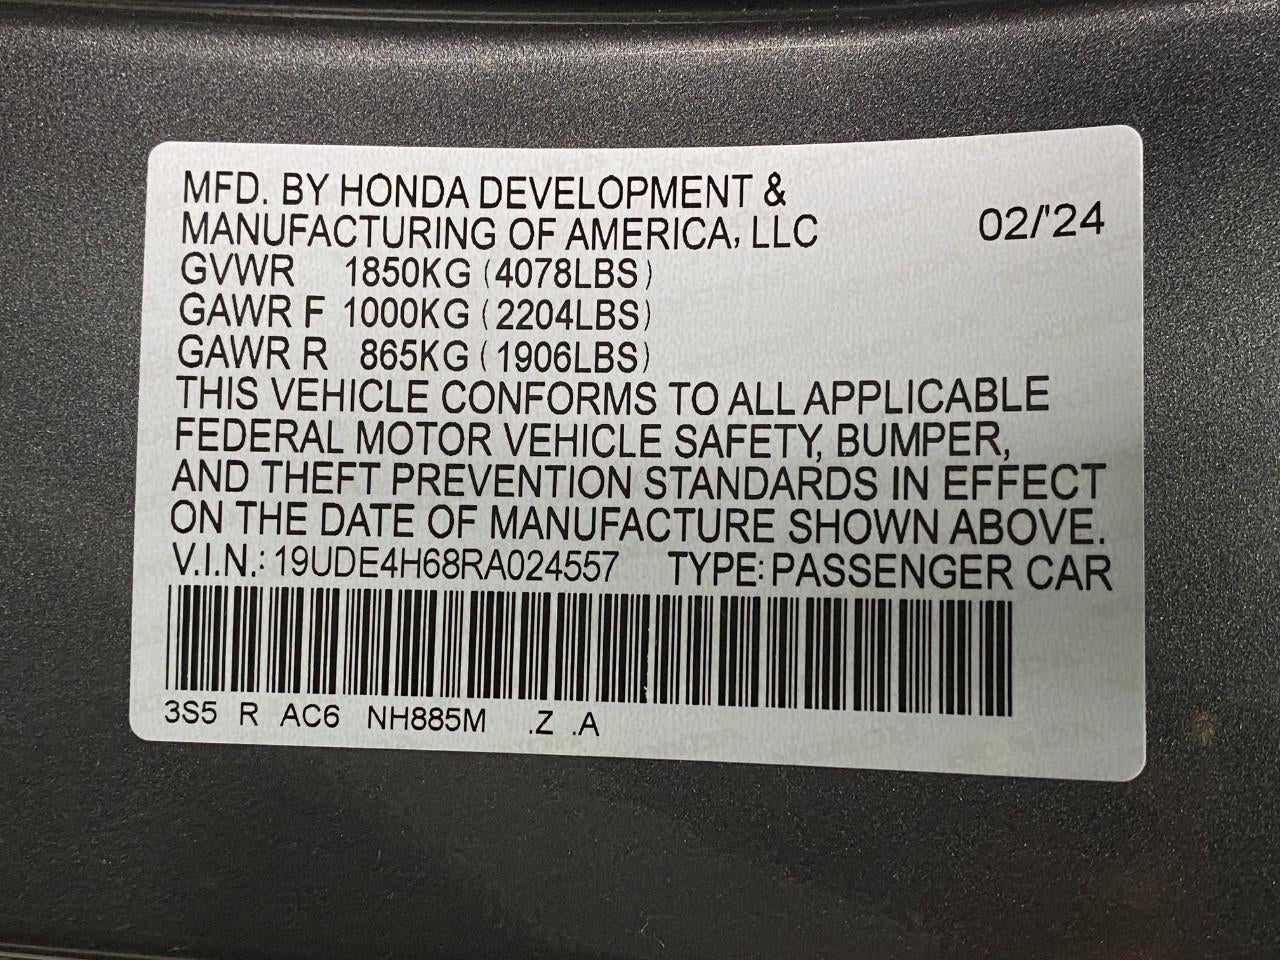 MFD. BY HONDA DEVELOPMENT &
MANUFACTURING OF AMERICA, LLC 02/'24
GVWR 1850KG (4078LBS)
GAWR F 1000KG (2204LBS)
GAWR R 865KG (1906LBS)
THIS VEHICLE CONFORMS TO ALL APPLICABLE
FEDERAL MOTOR VEHICLE SAFETY, BUMPER,
AND THEFT PREVENTION STANDARDS IN EFFECT
ON THE DATE OF MANUFACTURE SHOWN ABOVE.
V.I.N.: 19UDE4H68RA024557 TYPE: PASSENGER CAR
3S5 R AC6 NH885M .Z .A